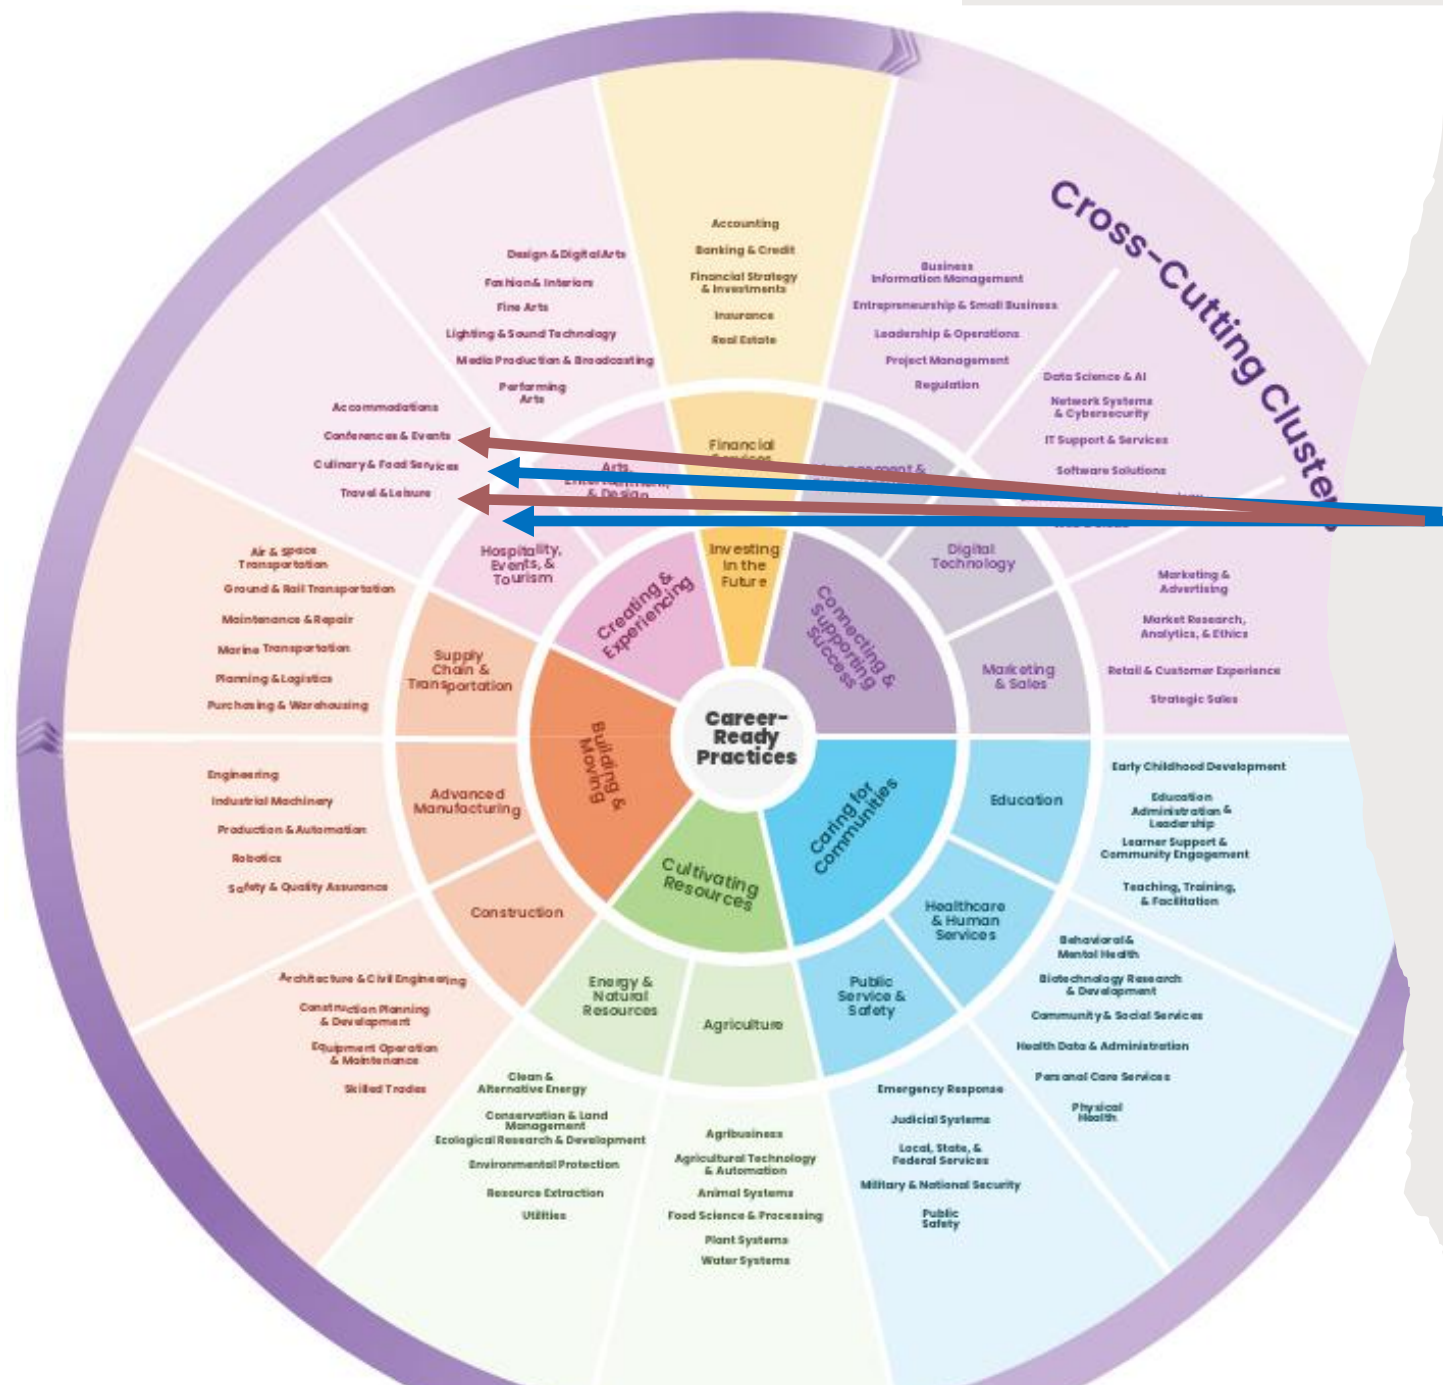 Cross-Cutting Cluster
Accounting
Banking & Credit
Financial Strategy
& Investments
Insurance
Real Estate
Business
Information Management
Entrepreneurship & Small Business
Leadership & Operations
Project Management
Regulation
Data Science & AI
Network Systems
& Cybersecurity
IT Support & Services
Software Solutions
Marketing &
Advertising
Market Research,
Analytics, & Ethics
Retail & Customer Experience
Strategic Sales
Early Childhood Development
Education
Administration &
Leadership
Learner Support &
Community Engagement
Teaching, Training,
& Facilitation
Behavioral &
Mental Health
Biotechnology Research
& Development
Community & Social Services
Health Data & Administration
Personal Care Services
Physical
Health
Emergency Response
Judicial Systems
Local, State, &
Federal Services
Military & National Security
Public
Safety
Agribusiness
Agricultural Technology
& Automation
Animal Systems
Food Science & Processing
Plant Systems
Water Systems
Clean &
Alternative Energy
Conservation & Land
Management
Ecological Research & Development
Environmental Protection
Resource Extraction
Utilities
Architecture & Civil Engineering
Construction Planning
& Development
Equipment Operation
& Maintenance
Skilled Trades
Engineering
Industrial Machinery
Production & Automation
Robotics
Safety & Quality Assurance
Air & Space
Transportation
Ground & Rail Transportation
Maintenance & Repair
Marine Transportation
Planning & Logistics
Purchasing & Warehousing
Accommodations
Conferences & Events
Culinary & Food Services
Travel & Leisure
Design & Digital Arts
Fashion & Interiors
Fine Arts
Lighting & Sound Technology
Media Production & Broadcasting
Performing
Arts
Financial
Digital
Technology
Marketing
& Sales
Education
Healthcare
& Human
Services
Public
Service &
Safety
Agriculture
Energy &
Natural
Resources
Construction
Advanced
Manufacturing
Supply
Chain &
Transportation
Hospitality,
Events, &
Tourism
Arts,
& Design
Investing
in the
Future
Connecting &
Supporting
Success
Caring for
Communities
Cultivating
Resources
Building &
Moving
Creating &
Experiencing
Career-
Ready
Practices